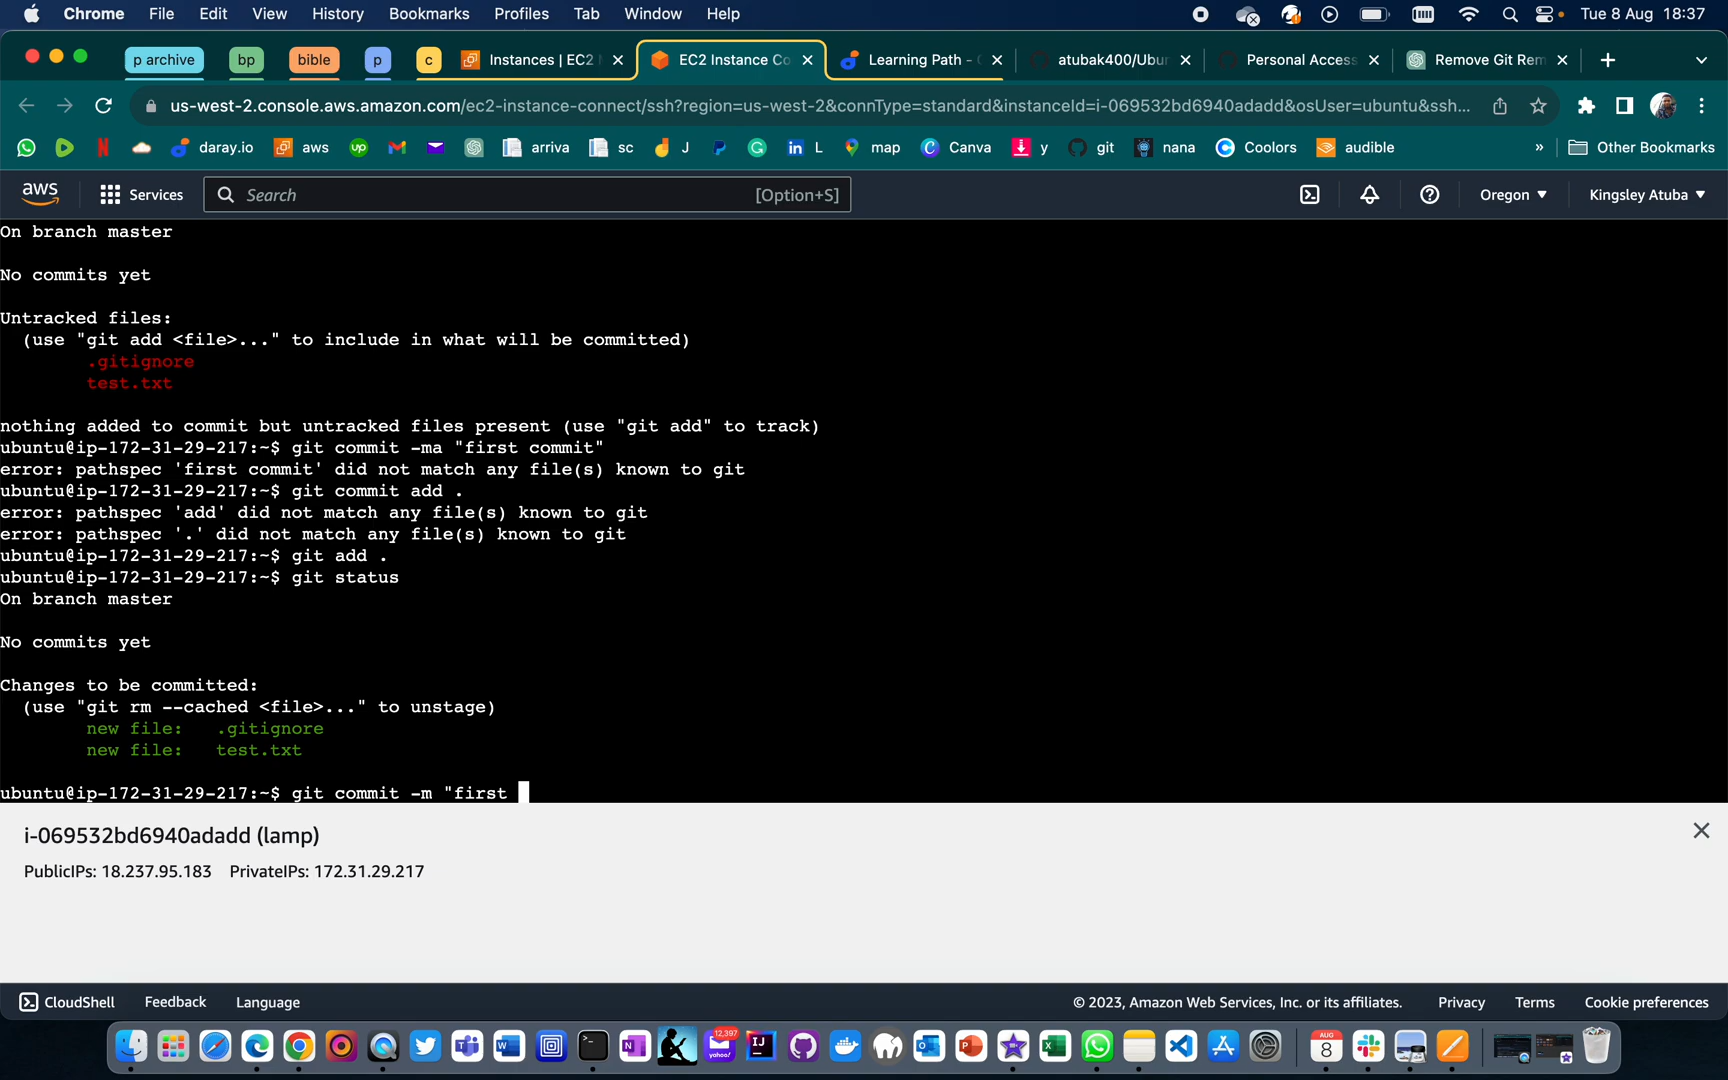 Chrome File Edit View History Bookmarks Profiles Tab Window Help Tue 8 Aug 18:37
p archive bp bible p c Instances | EC2 EC2 Instance Co Learning Path - atubak400/Ubun Personal Access Remove Git Rem
us-west-2.console.aws.amazon.com/ec2-instance-connect/ssh?region=us-west-2&connType=standard&instanceId=i-069532bd6940adadd&osUser=ubuntu&ssh...
daray.io aws up arriva sc J L map Canva y git nana Coolors audible » Other Bookmarks
aws Services Search [Option+S] Oregon Kingsley Atuba
On branch master
No commits yet
Untracked files:
(use "git add <file>..." to include in what will be committed)
.gitignore
test.txt
nothing added to commit but untracked files present (use "git add" to track)
ubuntu@ip-172-31-29-217:~$ git commit -ma "first commit"
error: pathspec 'first commit' did not match any file(s) known to git
ubuntu@ip-172-31-29-217:~$ git commit add .
error: pathspec 'add' did not match any file(s) known to git
error: pathspec '.' did not match any file(s) known to git
ubuntu@ip-172-31-29-217:~$ git add .
ubuntu@ip-172-31-29-217:~$ git status
On branch master
No commits yet
Changes to be committed:
(use "git rm --cached <file>..." to unstage)
new file: .gitignore
new file: test.txt
ubuntu@ip-172-31-29-217:~$ git commit -m "first
i-069532bd6940adadd (lamp)
PublicIPs: 18.237.95.183 PrivateIPs: 172.31.29.217
CloudShell Feedback Language © 2023, Amazon Web Services, Inc. or its affiliates. Privacy Terms Cookie preferences
12,397
yahoo!
AUG
8